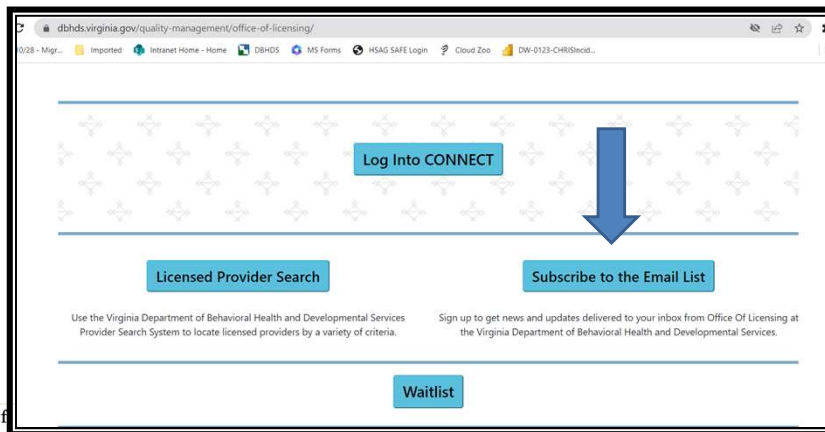 dbhds.virginia.gov/quality-management/office-of-licensing/
10/28 - Migr... Imported Intranet Home - Home DBHDS MS Forms HSAG SAFE Login Cloud Zoo DW-0123-CHRISIncid...
Log Into CONNECT
Licensed Provider Search
Subscribe to the Email List
Use the Virginia Department of Behavioral Health and Developmental Services
Provider Search System to locate licensed providers by a variety of criteria.
Sign up to get news and updates delivered to your inbox from Office Of Licensing at
the Virginia Department of Behavioral Health and Developmental Services.
Waitlist
f